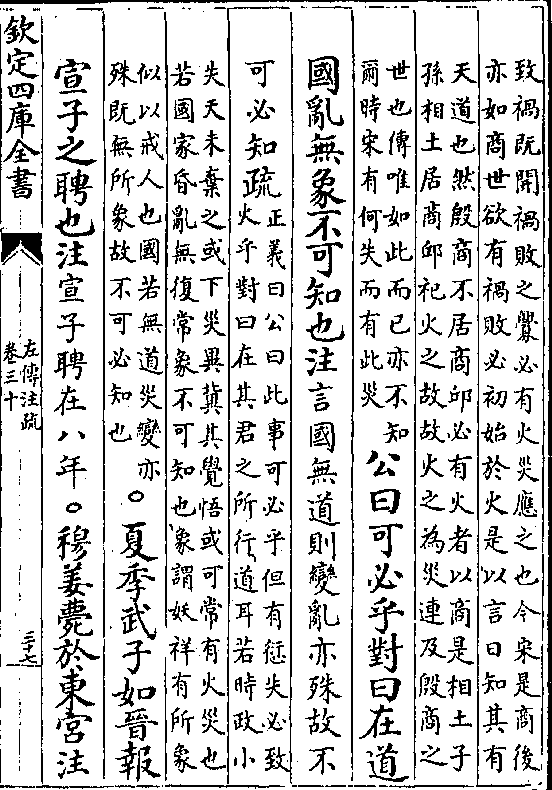 致禍既開禍敗之釁必有火災應之也今宋是商後
亦如商世欲有禍敗必初始於火是以言日知其有
天道也然殷商不居商邱必有火者以商是相土子
孫相土居商邱祀火之故故火之為災連及殷商之
世也傳唯如此而已亦不知
爾時宋有何失而有此災
公曰可必乎對曰在道
國亂無象不可知也注言國無道則變亂亦殊故不
可必知疏
正義曰公曰此事可必乎但有愆失必致
火乎對曰在其君之所行道耳若時政小
失天未棄之或下災異冀其覺悟或可常有火災也
若國家昏亂無復常象不可知也象謂妖祥有所象
似以戒人也國若無道災變亦
殊既無所象故不可必知也
○夏季武子如晉報
宣子之聘也注宣子聘在八年○穆姜薨於東宮注
欽定四庫全書
左傳注疏
卷三十
三十七